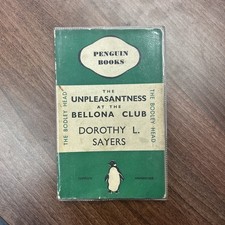 PENGUIN
BOOKS
THE
UNPLEASANTNESS
AT THE
BELLONA CLUB
DOROTHY L.
SAYERS
THE BODLEY HEAD
THE BODLEY HEAD